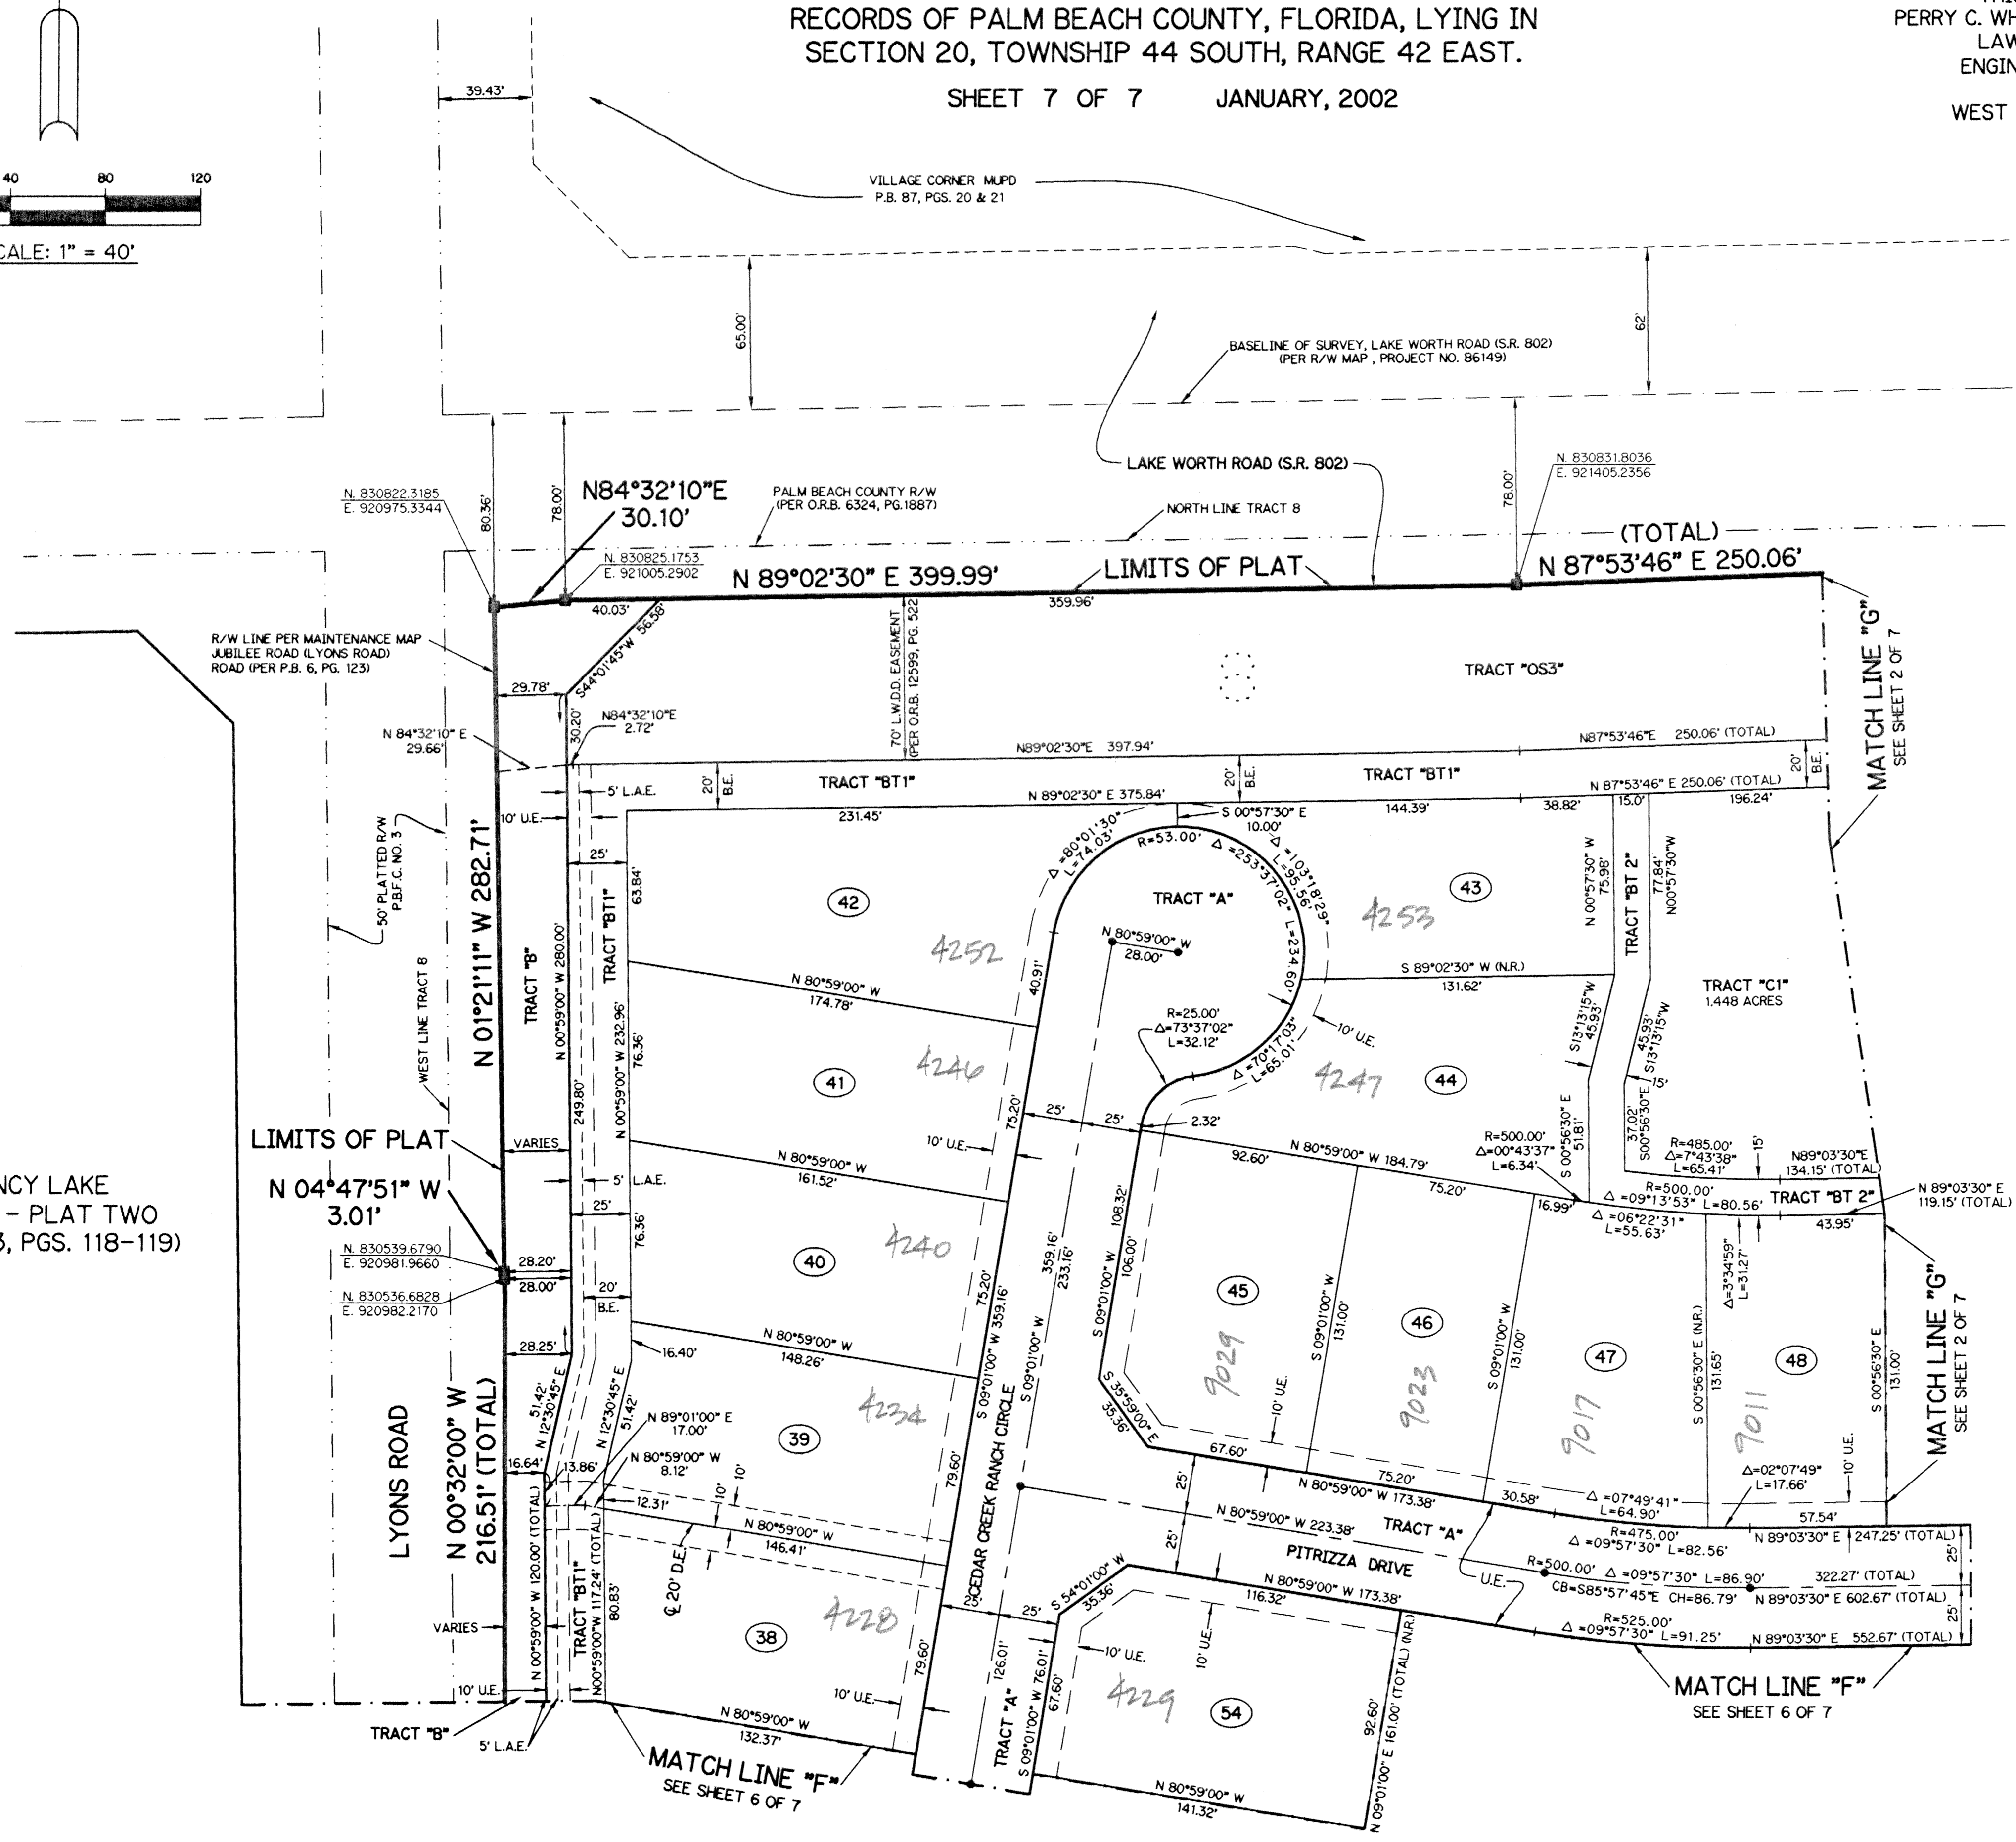 RECORDS OF PALM BEACH COUNTY, FLORIDA, LYING IN
SECTION 20, TOWNSHIP 44 SOUTH, RANGE 42 EAST.
SHEET 7 OF 7 JANUARY, 2002
PERRY C.
LAW
WEST
40 80 120
SCALE: 1" = 40'
39.43'
VILLAGE CORNER MUPD
P.B. 87, PGS. 20 & 21
65.00'
62'
BASELINE OF SURVEY, LAKE WORTH ROAD (S.R. 802)
(PER R/W MAP , PROJECT NO. 86149)
LAKE WORTH ROAD (S.R. 802)
N. 830831.8036
E. 921405.2356
78.00'
N. 830822.3185
E. 920975.3344
80.36'
78.00'
N84°32'10"E
30.10'
PALM BEACH COUNTY R/W
(PER O.R.B. 6324, PG.1887)
NORTH LINE TRACT 8
(TOTAL)
N. 830825.1753
E. 921005.2902
N 89°02'30" E 399.99'
LIMITS OF PLAT
N 87°53'46" E 250.06'
40.03'
359.96'
R/W LINE PER MAINTENANCE MAP
JUBILEE ROAD (LYONS ROAD)
ROAD (PER P.B. 6, PG. 123)
S44°01'45"W 56.58'
70' L.W.D.D. EASEMENT
(PER O.R.B. 12599, PG. 522
TRACT "OS3"
MATCH LINE "G"
SEE SHEET 2 OF 7
29.78'
30.20'
N84°32'10"E
2.72'
N 84°32'10" E
29.66'
N89°02'30"E 397.94'
N87°53'46"E 250.06' (TOTAL)
20'
B.E.
TRACT "BT1"
20'
B.E.
TRACT "BT1"
20'
B.E.
5' L.A.E.
10' U.E.
N 89°02'30" E 375.84'
N 87°53'46" E 250.06' (TOTAL)
231.45'
S 00°57'30" E
10.00'
144.39'
38.82'
15.0'
196.24'
50' PLATTED R/W
P.B.F.C. NO. 3
N 01°21'11" W 282.71'
TRACT "B"
N 00°59'00" W 280.00'
25'
TRACT "BT1"
63.84'
42
4252
Δ =80°01'30"
L=74.03'
R=53.00'
Δ =253°37'02" L=234.60'
Δ =103°18'29"
L=95.56'
TRACT "A"
N 80°59'00" W
28.00'
43
4253
N 00°57'30" W
75.98'
TRACT "BT 2"
77.84'
N00°57'30"W
40.91'
N 80°59'00" W
174.78'
S 89°02'30" W (N.R.)
131.62'
TRACT "C1"
1.448 ACRES
WEST LINE TRACT 8
249.80'
N 00°59'00" W 232.96'
76.36'
41
4246
R=25.00'
Δ=73°37'02"
L=32.12'
10' U.E.
Δ =70°17'03"
L=65.01'
4247
44
S13°13'15"W
45.93'
45.93'
S13°13'15"W
15'
LIMITS OF PLAT
VARIES
75.20'
25'
25'
2.32'
10' U.E.
N 80°59'00" W
161.52'
N 80°59'00" W 184.79'
92.60'
75.20'
16.99'
R=500.00'
Δ=00°43'37"
L=6.34'
S 00°56'30" E
51.81'
37.02'
S00°56'30"E
R=485.00'
Δ=7°43'38"
L=65.41'
15'
N89°03'30"E
134.15' (TOTAL)
R=500.00'
Δ =09°13'53" L=80.56'
TRACT "BT 2"
N 89°03'30" E
119.15' (TOTAL)
Δ =06°22'31"
L=55.63'
43.95'
NCY LAKE
- PLAT TWO
3, PGS. 118-119)
N 04°47'51" W
3.01'
5' L.A.E.
25'
76.36'
40
4240
N. 830539.6790
E. 920981.9660
28.20'
28.00'
N. 830536.6828
E. 920982.2170
20'
B.E.
75.20'
108.32'
106.00'
S 09°01'00" W
359.16'
233.16'
S 09°01'00" W
45
9029
S 09°01'00" W
131.00'
46
9023
S 09°01'00" W
131.00'
47
9017
Δ=3°34'59"
L=31.27'
S 00°56'30" E (N.R.)
131.65'
48
9011
S 00°56'30" E
131.00'
MATCH LINE "G"
SEE SHEET 2 OF 7
28.25'
16.40'
N 80°59'00" W
148.26'
S 09°01'00" W 359.16'
CEDAR CREEK RANCH CIRCLE
S 35°59'00" E
35.36'
10' U.E.
LYONS ROAD
N 00°32'00" W
216.51' (TOTAL)
51.42'
N 12°30'45" E
N 12°30'45" E
51.42'
39
4234
N 89°01'00" E
17.00'
N 80°59'00" W
8.12'
16.64'
13.86'
12.31'
10'
10'
79.60'
67.60'
N 80°59'00" W 173.38'
75.20'
30.58'
Δ =07°49'41"
L=64.90'
Δ=02°07'49"
L=17.66'
10' U.E.
57.54'
N 80°59'00" W
146.41'
25'
25'
N 80°59'00" W 223.38'
TRACT "A"
PITRIZZA DRIVE
R=475.00'
Δ =09°57'30" L=82.56'
N 89°03'30" E 247.25' (TOTAL)
R=500.00' Δ =09°57'30" L=86.90'
322.27' (TOTAL)
CB=S85°57'45"E CH=86.79'
N 89°03'30" E 602.67' (TOTAL)
25'
25'
U.E.
R=525.00'
Δ =09°57'30" L=91.25'
N 89°03'30" E 552.67' (TOTAL)
N 00°59'00" W 120.00' (TOTAL)
TRACT "BT1"
N00°59'00"W 117.24' (TOTAL)
80.83'
℄ 20' D.E.
38
4228
25'
25'
S 54°01'00" W
35.36'
N 80°59'00" W 173.38'
116.32'
VARIES
10' U.E.
79.60'
10' U.E.
126.01'
TRACT "A"
S 09°01'00" W 76.01'
67.60'
10' U.E.
10' U.E.
4229
54
92.60'
N 09°01'00" E 161.00' (TOTAL) (N.R.)
MATCH LINE "F"
SEE SHEET 6 OF 7
TRACT "B"
5' L.A.E.
N 80°59'00" W
132.37'
MATCH LINE "F"
SEE SHEET 6 OF 7
N 80°59'00" W
141.32'